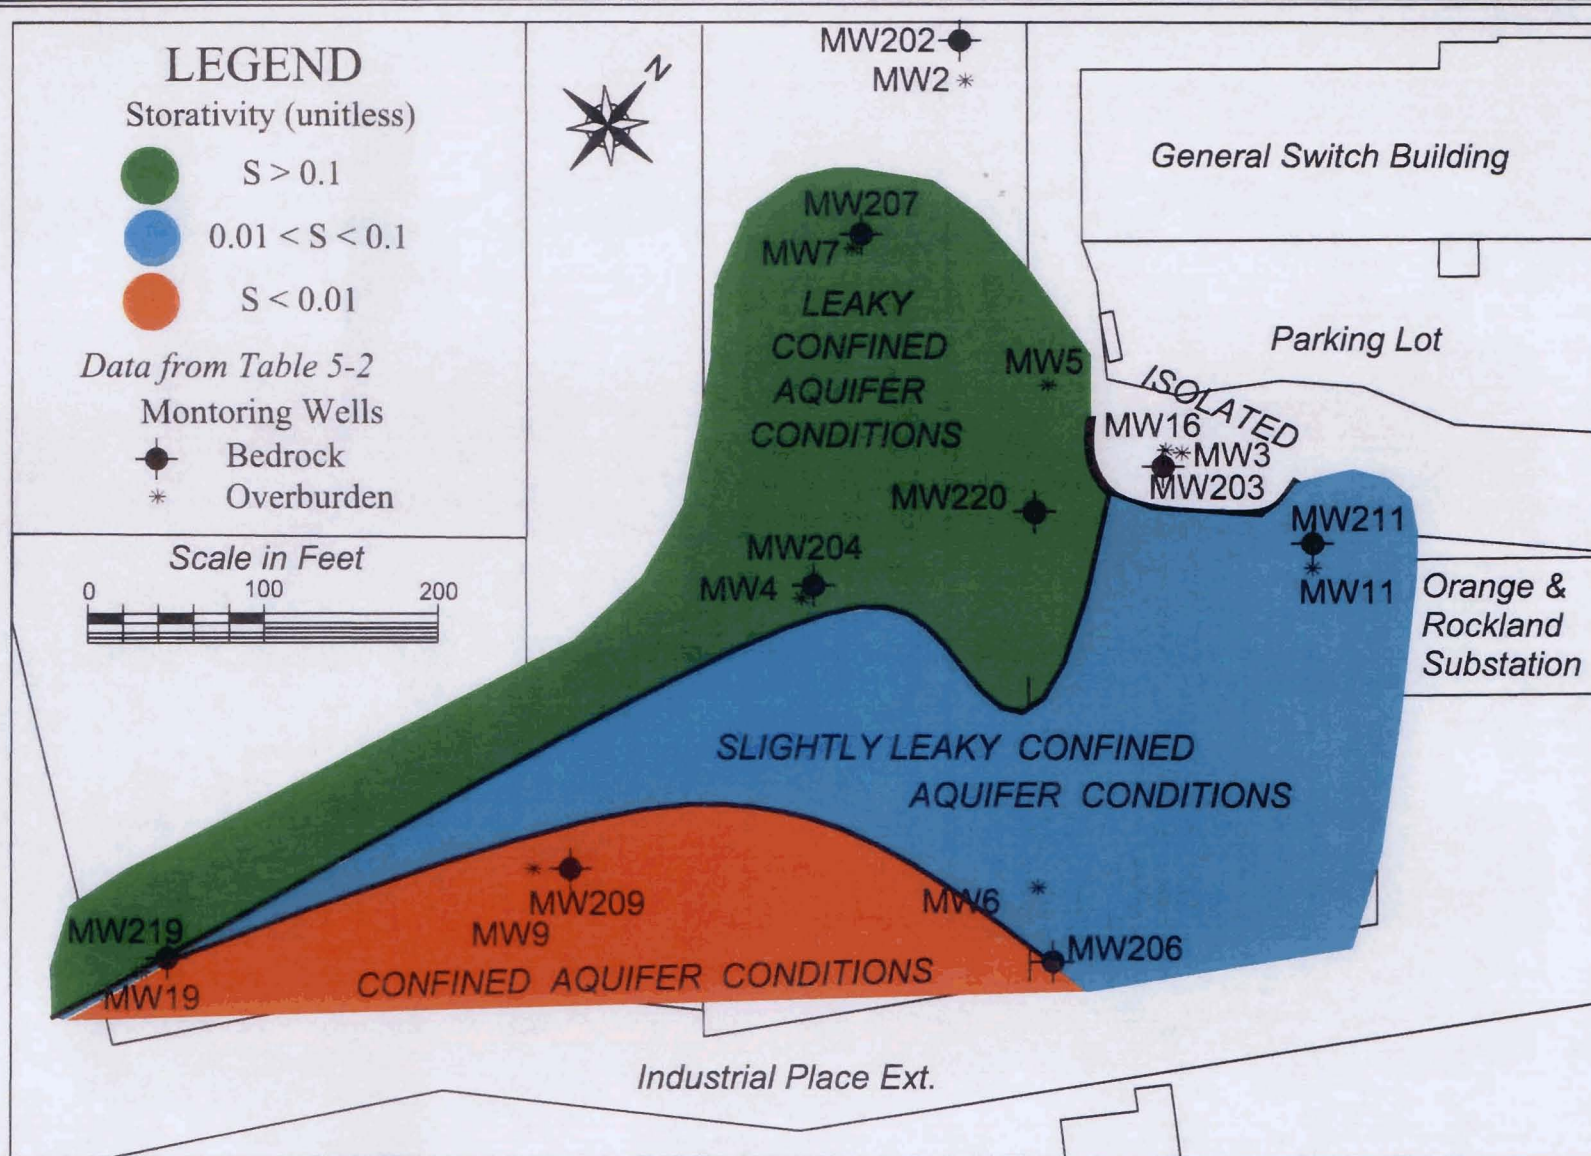 LEGEND
Storativity (unitless)
S > 0.1
0.01 < S < 0.1
S < 0.01
Data from Table 5-2
Montoring Wells
Bedrock
Overburden
Scale in Feet
0 100 200
N
MW202
MW2
General Switch Building
MW207
MW7
LEAKY
CONFINED
AQUIFER
CONDITIONS
MW5
Parking Lot
ISOLATED
MW16
MW3
MW203
MW220
MW211
MW11
MW204
MW4
Orange &
Rockland
Substation
SLIGHTLY LEAKY CONFINED
AQUIFER CONDITIONS
MW209
MW9
MW6
MW206
MW219
MW19
CONFINED AQUIFER CONDITIONS
Industrial Place Ext.